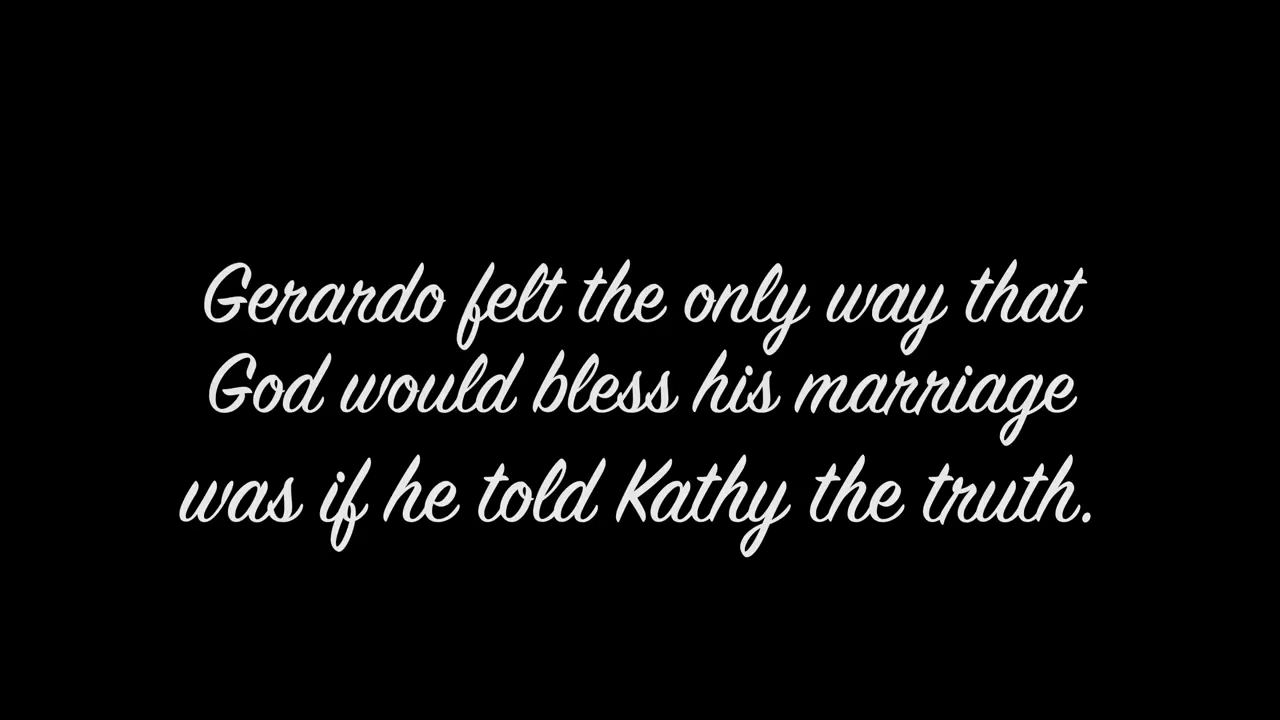 Gerardo felt the only way that
God would bless his marriage
was if he told Kathy the truth.